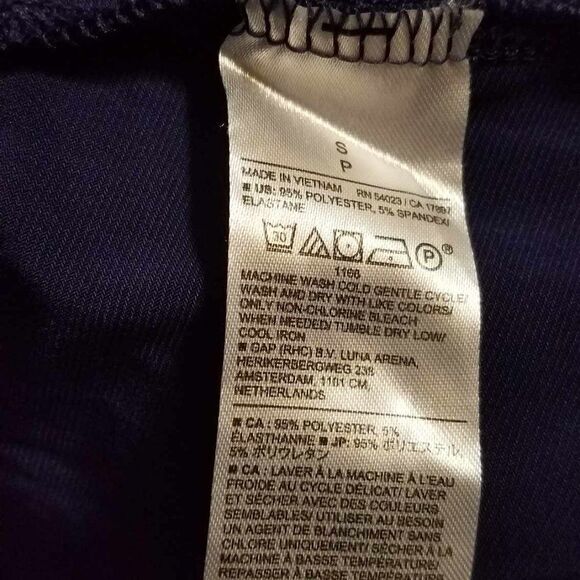 S
P
MADE IN VIETNAM RN 54023 / CA 17897
■ US: 95% POLYESTER, 5% SPANDEX/
ELASTANE
30 P ®
1166
MACHINE WASH COLD GENTLE CYCLE/
WASH AND DRY WITH LIKE COLORS/
ONLY NON-CHLORINE BLEACH
WHEN NEEDED/ TUMBLE DRY LOW/
COOL IRON
■ GAP (RHC) B.V. LUNA ARENA,
HERIKERBERGWEG 238
AMSTERDAM, 1101 CM,
NETHERLANDS
■ CA : 95% POLYESTER, 5%
ÉLASTHANNE ■ JP: 95% ポリエステル,
5% ポリウレタン
■ CA : LAVER À LA MACHINE À L'EAU
FROIDE AU CYCLE DÉLICAT/ LAVER
ET SÉCHER AVEC DES COULEURS
SEMBLABLES/ UTILISER AU BESOIN
UN AGENT DE BLANCHIMENT SANS
CHLORE UNIQUEMENT/ SÉCHER À LA
MACHINE À BASSE TEMPÉRATURE/
REPASSER À BASSE TEMPÉRATURE